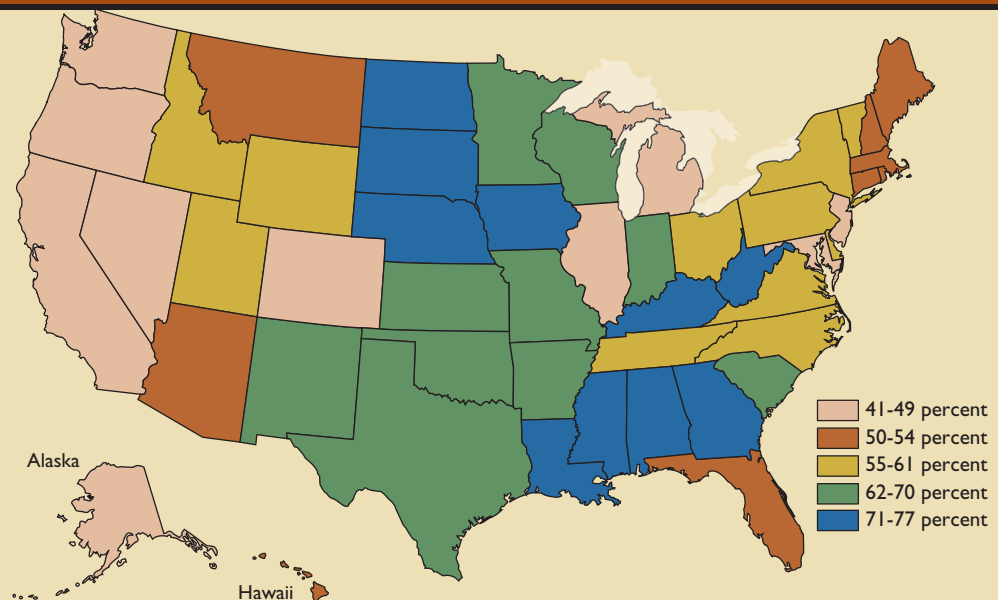 41-49 percent
50-54 percent
55-61 percent
62-70 percent
71-77 percent
Alaska
Hawaii